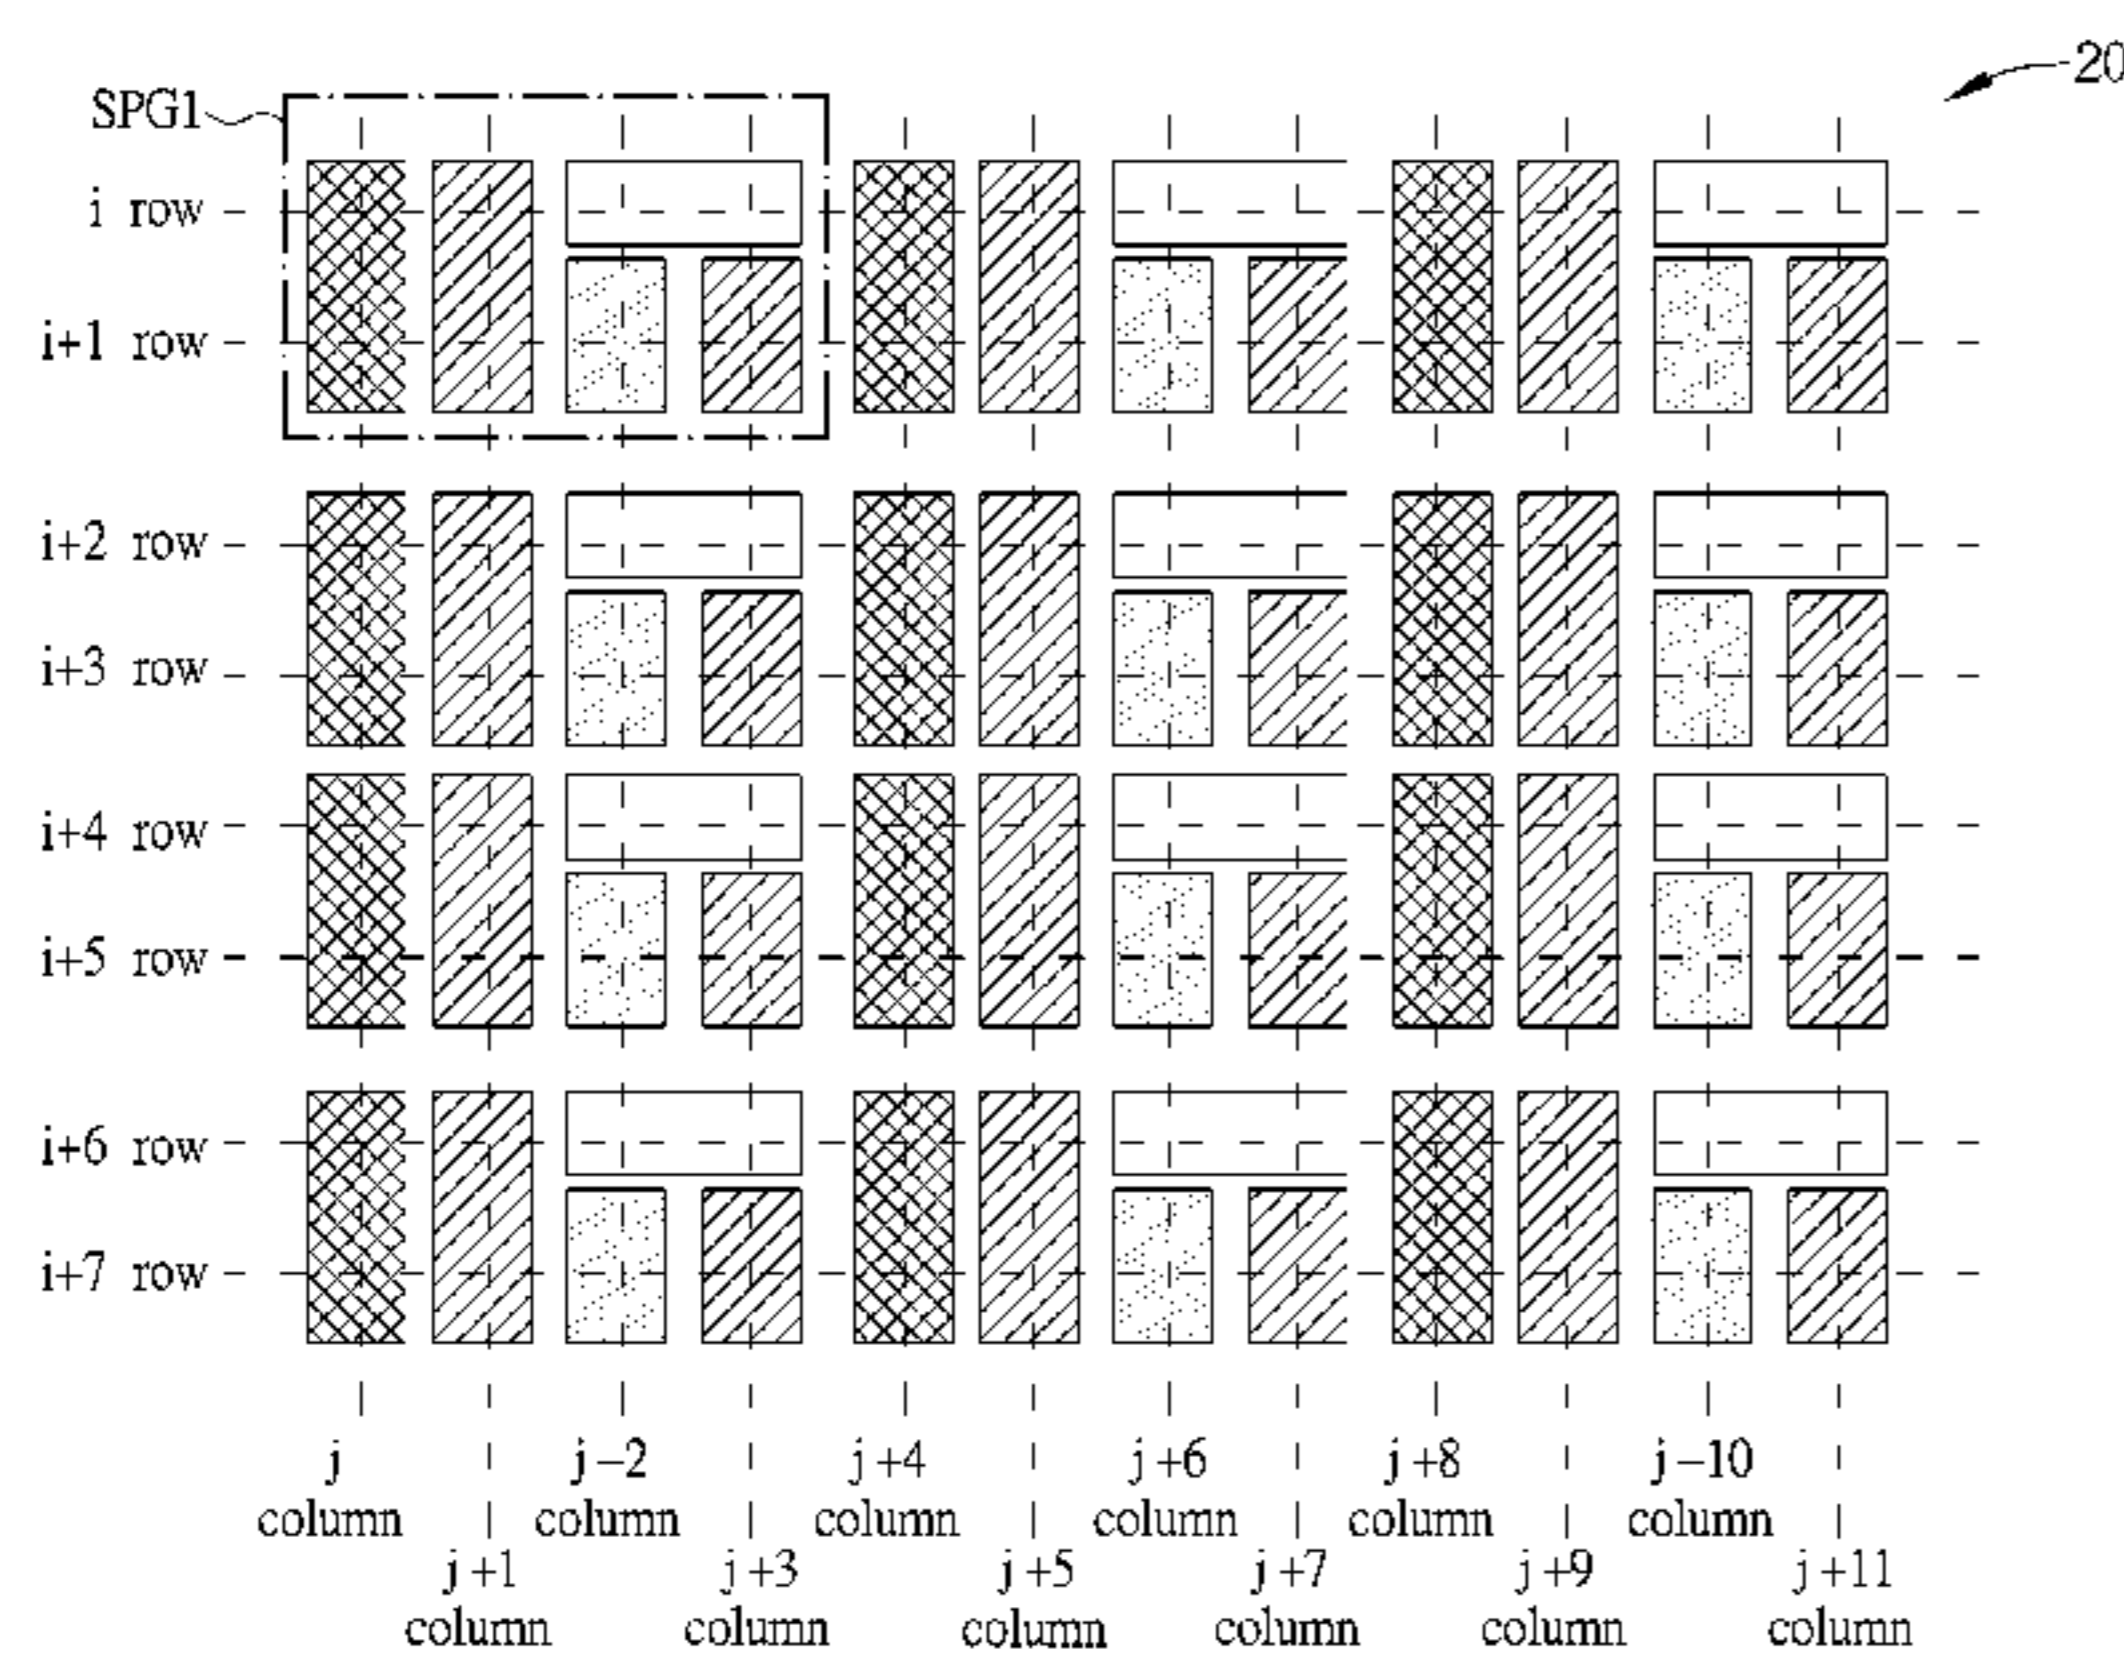 20
SPG1
i row
i+1 row
i+2 row
i+3 row
i+4 row
i+5 row
i+6 row
i+7 row
j j–2 j+4 j+6 j+8 j–10
column column column column column column
j+1 j+3 j+5 j+7 j+9 j+11
column column column column column column